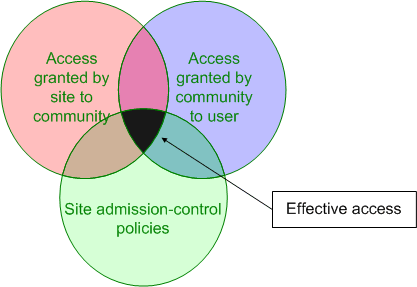 Access
granted by
site to
community
Access
granted by
community
to user
Site admission-control
policies
Effective access